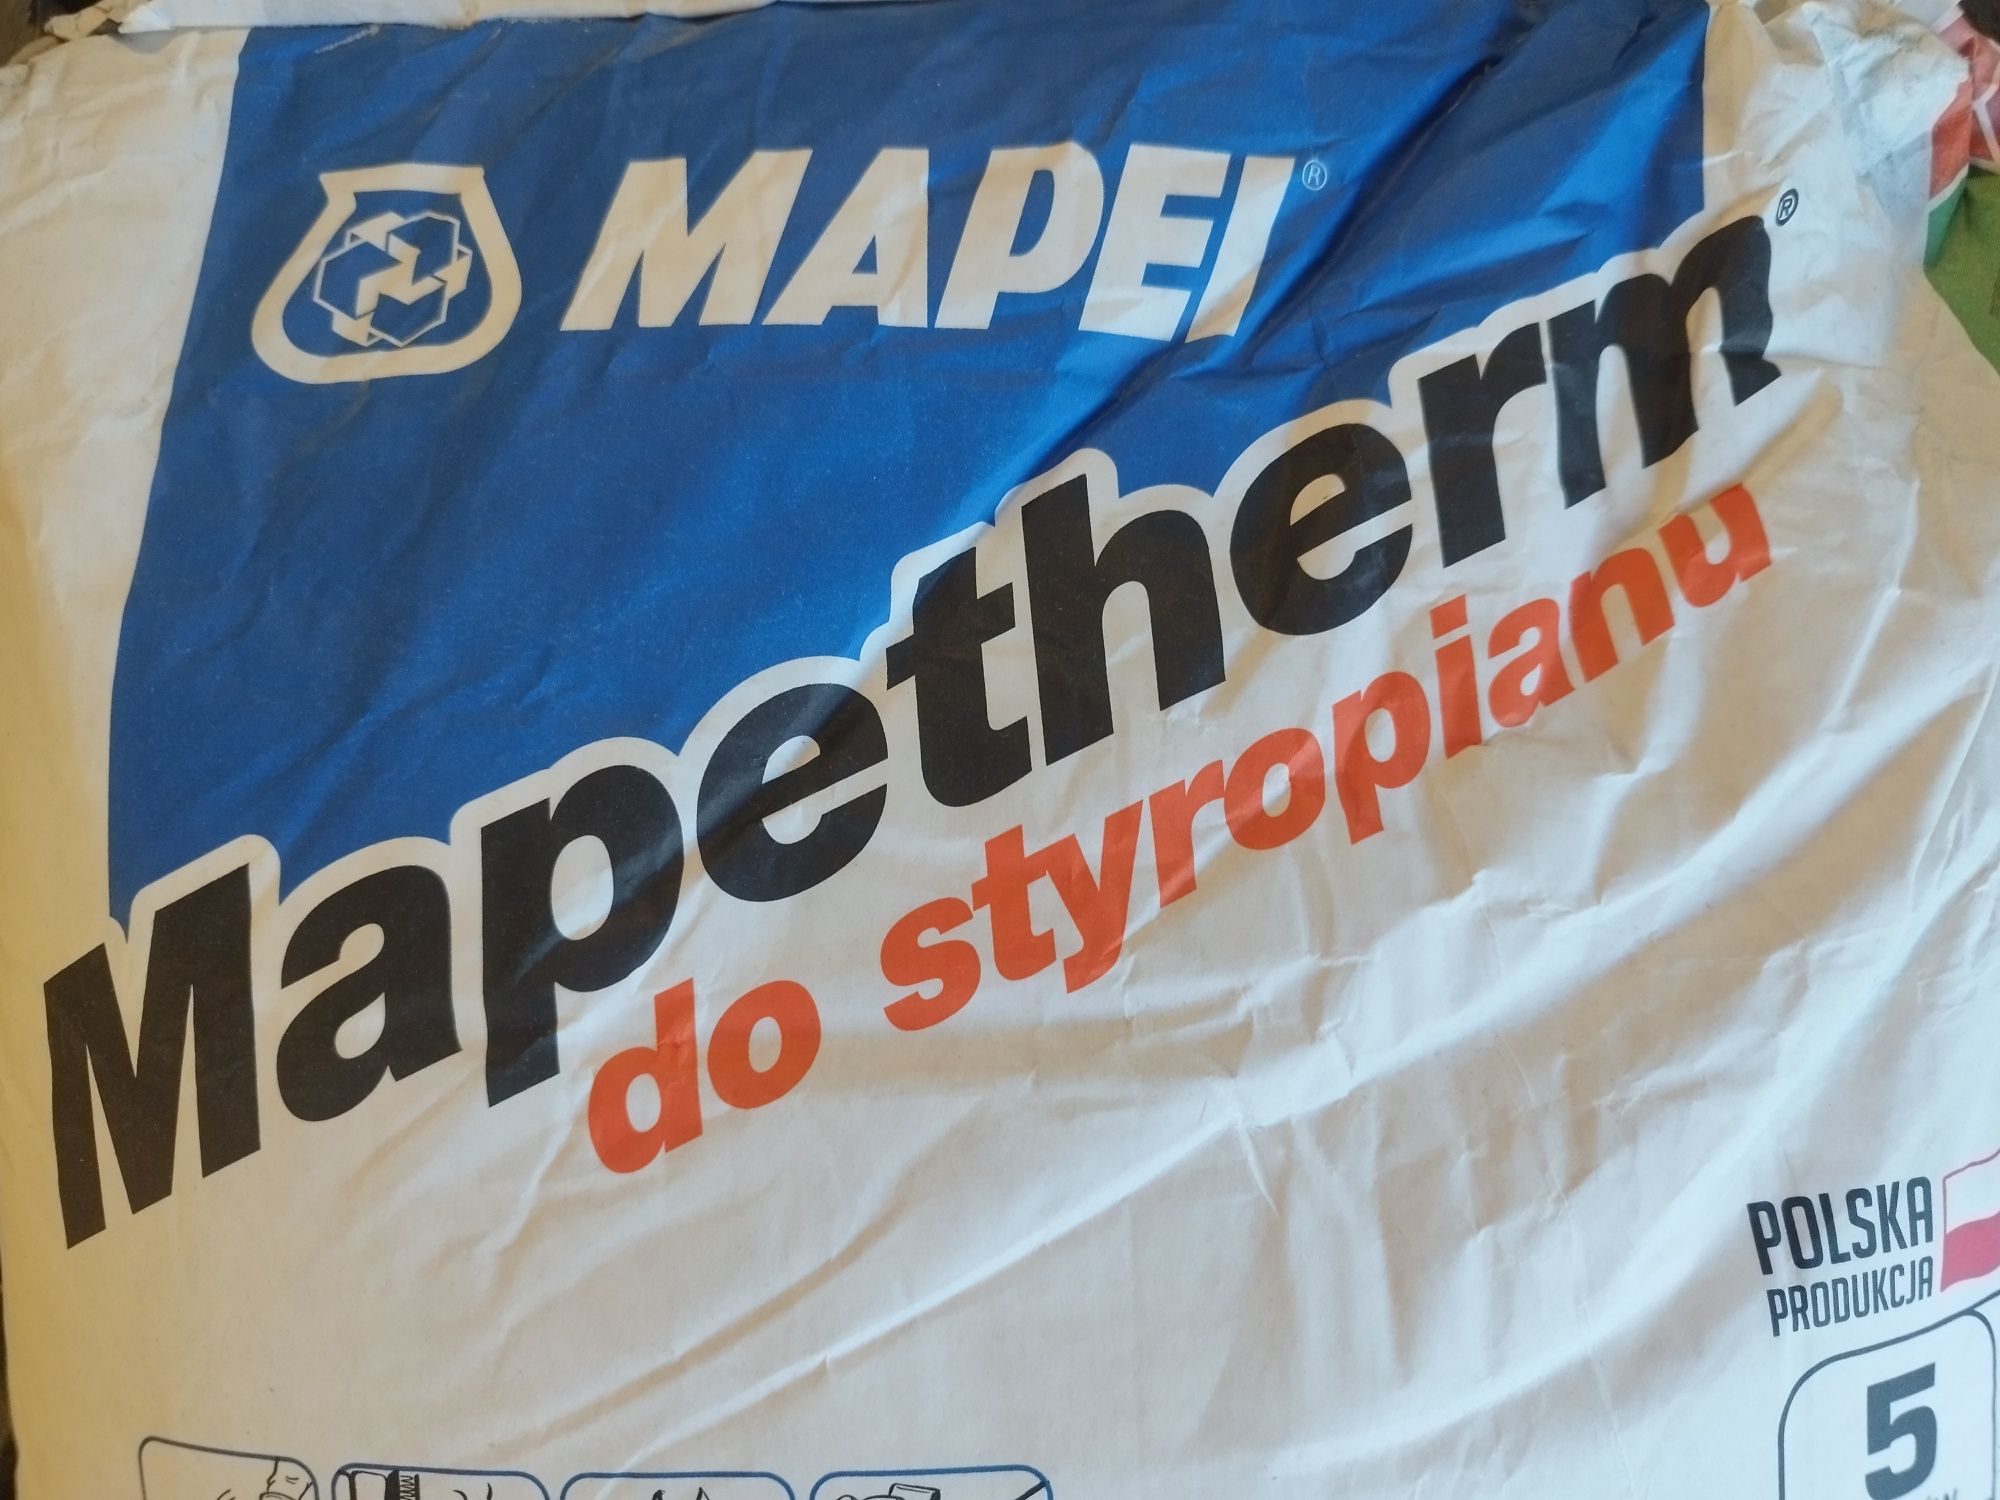 MAPEI®
Mapetherm®
do styropianu
POLSKA
PRODUKCJA
5